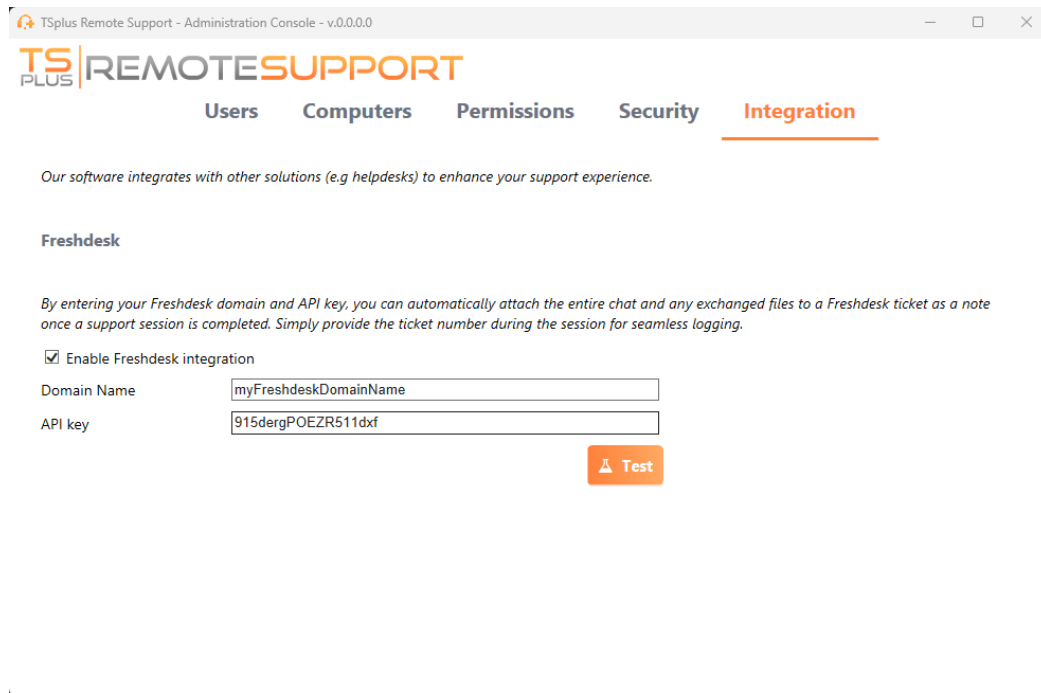 TSplus Remote Support - Administration Console - v.0.0.0.0
TS PLUS REMOTESUPPORT
Users Computers Permissions Security Integration
Our software integrates with other solutions (e.g helpdesks) to enhance your support experience.
Freshdesk
By entering your Freshdesk domain and API key, you can automatically attach the entire chat and any exchanged files to a Freshdesk ticket as a note
once a support session is completed. Simply provide the ticket number during the session for seamless logging.
Enable Freshdesk integration
Domain Name myFreshdeskDomainName
API key 915dergPOEZR511dxf
Test